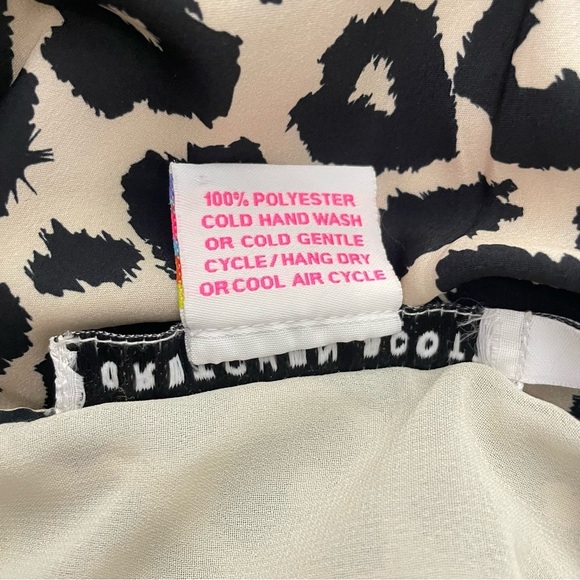 100% POLYESTER
COLD HAND WASH
OR COLD GENTLE
CYCLE/HANG DRY
OR COOL AIR CYCLE